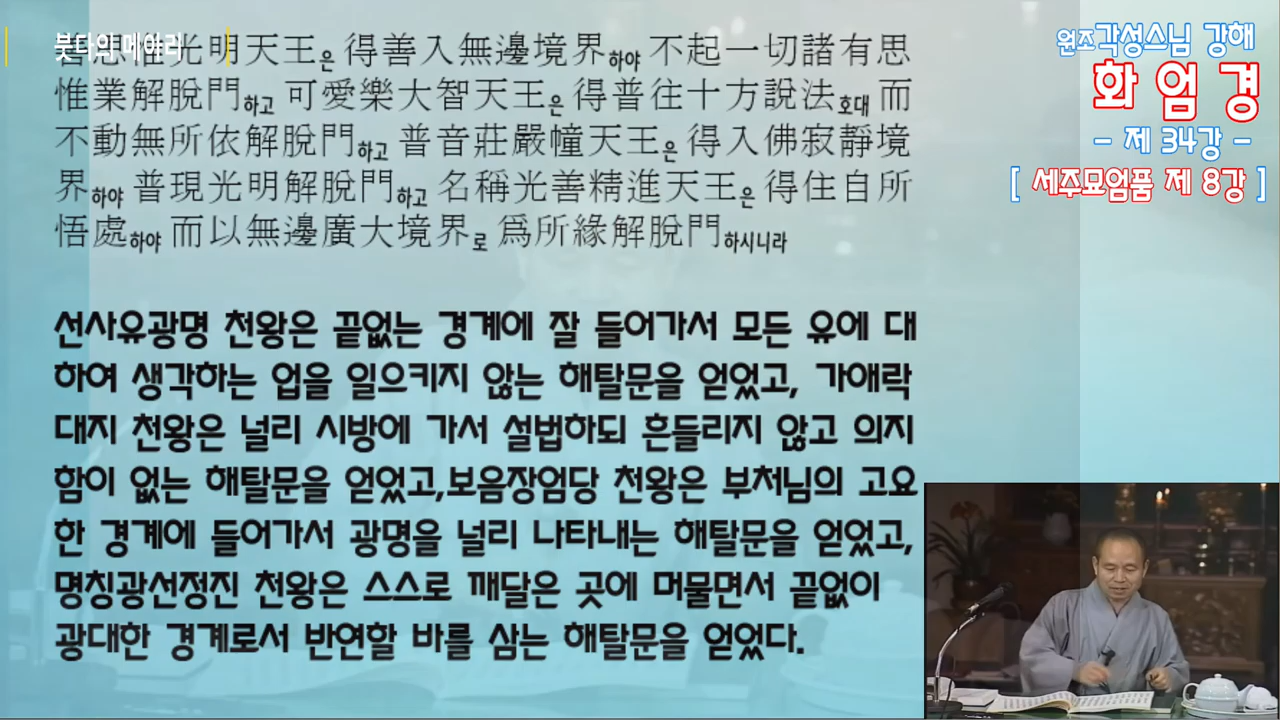 붓다의 메아리
善思惟光明天王은 得善入無邊境界하야 不起一切諸有思
惟業解脫門하고 可愛樂大智天王은 得普往十方說法호대 而
不動無所依解脫門하고 普音莊嚴幢天王은 得入佛寂靜境
界하야 普現光明解脫門하고 名稱光善精進天王은 得住自所
悟處하야 而以無邊廣大境界로 爲所緣解脫門하시니라
선사유광명 천왕은 끝없는 경계에 잘 들어가서 모든 유에 대
하여 생각하는 업을 일으키지 않는 해탈문을 얻었고, 가애락
대지 천왕은 널리 시방에 가서 설법하되 흔들리지 않고 의지
함이 없는 해탈문을 얻었고,보음장엄당 천왕은 부처님의 고요
한 경계에 들어가서 광명을 널리 나타내는 해탈문을 얻었고,
명칭광선정진 천왕은 스스로 깨달은 곳에 머물면서 끝없이
광대한 경계로서 반연할 바를 삼는 해탈문을 얻었다.
원조각성스님 강해
화엄경
- 제 34강 -
[ 세주묘엄품 제 8강 ]